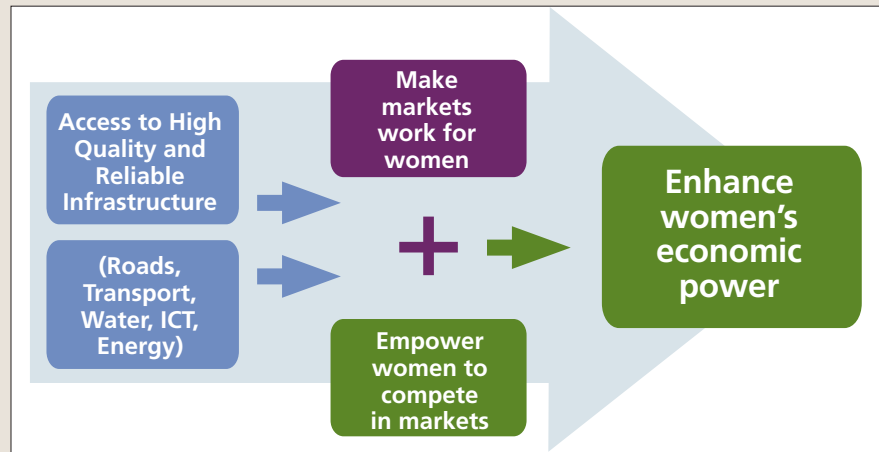 Access to High
Quality and
Reliable
Infrastructure
(Roads,
Transport,
Water, ICT,
Energy)
Make
markets
work for
women
+
Empower
women to
compete
in markets
Enhance
women’s
economic
power